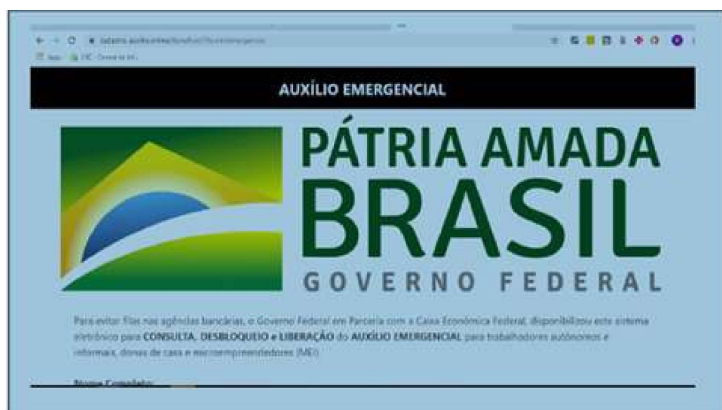 AUXÍLIO EMERGENCIAL
PÁTRIA AMADA
BRASIL
GOVERNO FEDERAL
Para evitar filas nas agências bancárias, o Governo Federal em Parceria com a Caixa Econômica Federal, disponibilizou este sistema
eletrônico para CONSULTA, DESBLOQUEIO e LIBERAÇÃO do AUXÍLIO EMERGENCIAL para trabalhadores autônomos e
informais, donas de casa e microempreendedores (MEI)
Nome Completo: